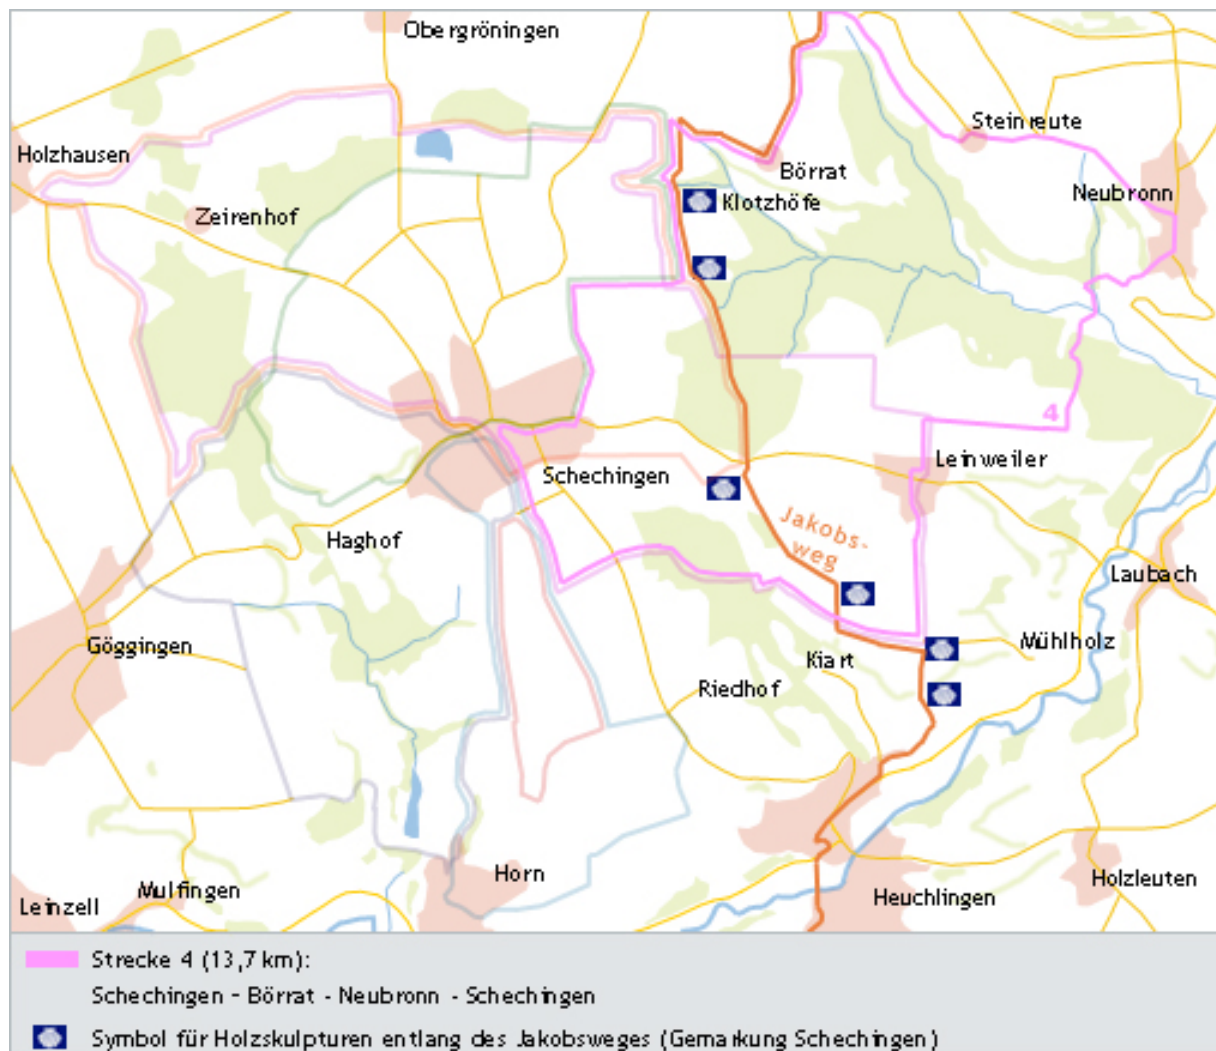 Obergröningen
Steinreute
Holzhausen
Börrat
Neubronn
Klotzhöfe
Zeirenhof
4
Leinweiler
Schechingen
Jakobs-
weg
Haghof
Laubach
Göggingen
Mühlholz
Kiart
Riedhof
Horn
Holzleuten
Mulfingen
Heuchlingen
Leinzell
Strecke 4 (13,7 km):
Schechingen - Börrat - Neubronn - Schechingen
Symbol für Holzskulpturen entlang des Jakobsweges (Gemarkung Schechingen)